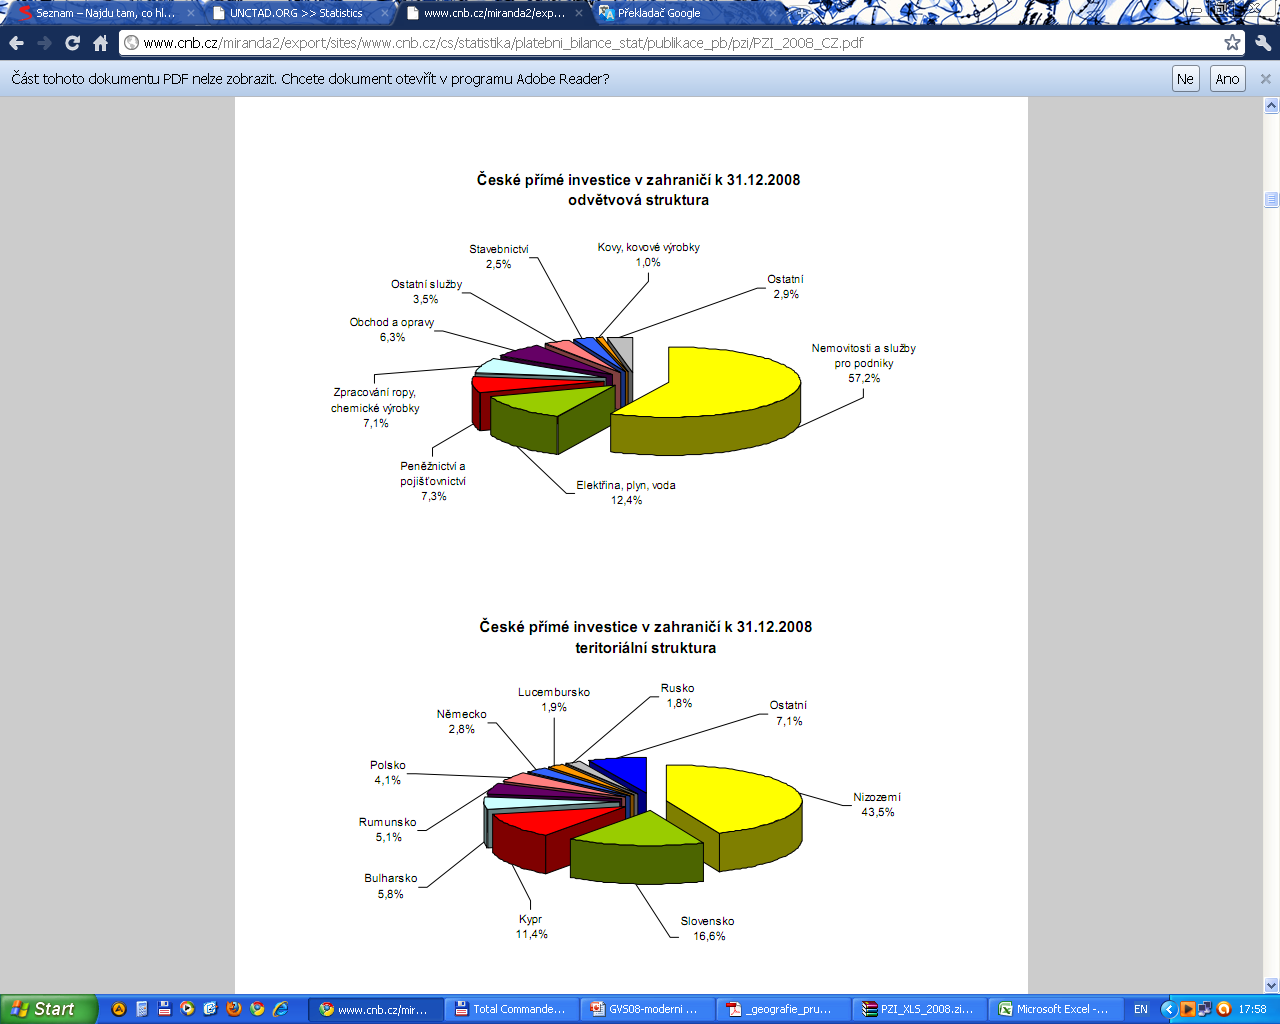 Seznam – Najdu tam, co hl...
UNCTAD.ORG >> Statistics
www.cnb.cz/miranda2/exp...
Překladač Google
www.cnb.cz/miranda2/export/sites/www.cnb.cz/cs/statistika/platebni_bilance_stat/publikace_pb/pzi/PZI_2008_CZ.pdf
Část tohoto dokumentu PDF nelze zobrazit. Chcete dokument otevřít v programu Adobe Reader?
Ne
Ano
České přímé investice v zahraničí k 31.12.2008
odvětvová struktura
Stavebnictví
2,5%
Kovy, kovové výrobky
1,0%
Ostatní
2,9%
Ostatní služby
3,5%
Obchod a opravy
6,3%
Nemovitosti a služby
pro podniky
57,2%
Zpracování ropy,
chemické výrobky
7,1%
Peněžnictví a
pojišťovnictví
7,3%
Elektřina, plyn, voda
12,4%
České přímé investice v zahraničí k 31.12.2008
teritoriální struktura
Lucembursko
1,9%
Rusko
1,8%
Ostatní
7,1%
Německo
2,8%
Polsko
4,1%
Nizozemí
43,5%
Rumunsko
5,1%
Bulharsko
5,8%
Kypr
11,4%
Slovensko
16,6%
Start
www.cnb.cz/mir...
Total Commande...
GVS08-moderni ...
_geografie_pru...
PZI_XLS_2008.zi...
Microsoft Excel -...
EN
17:58